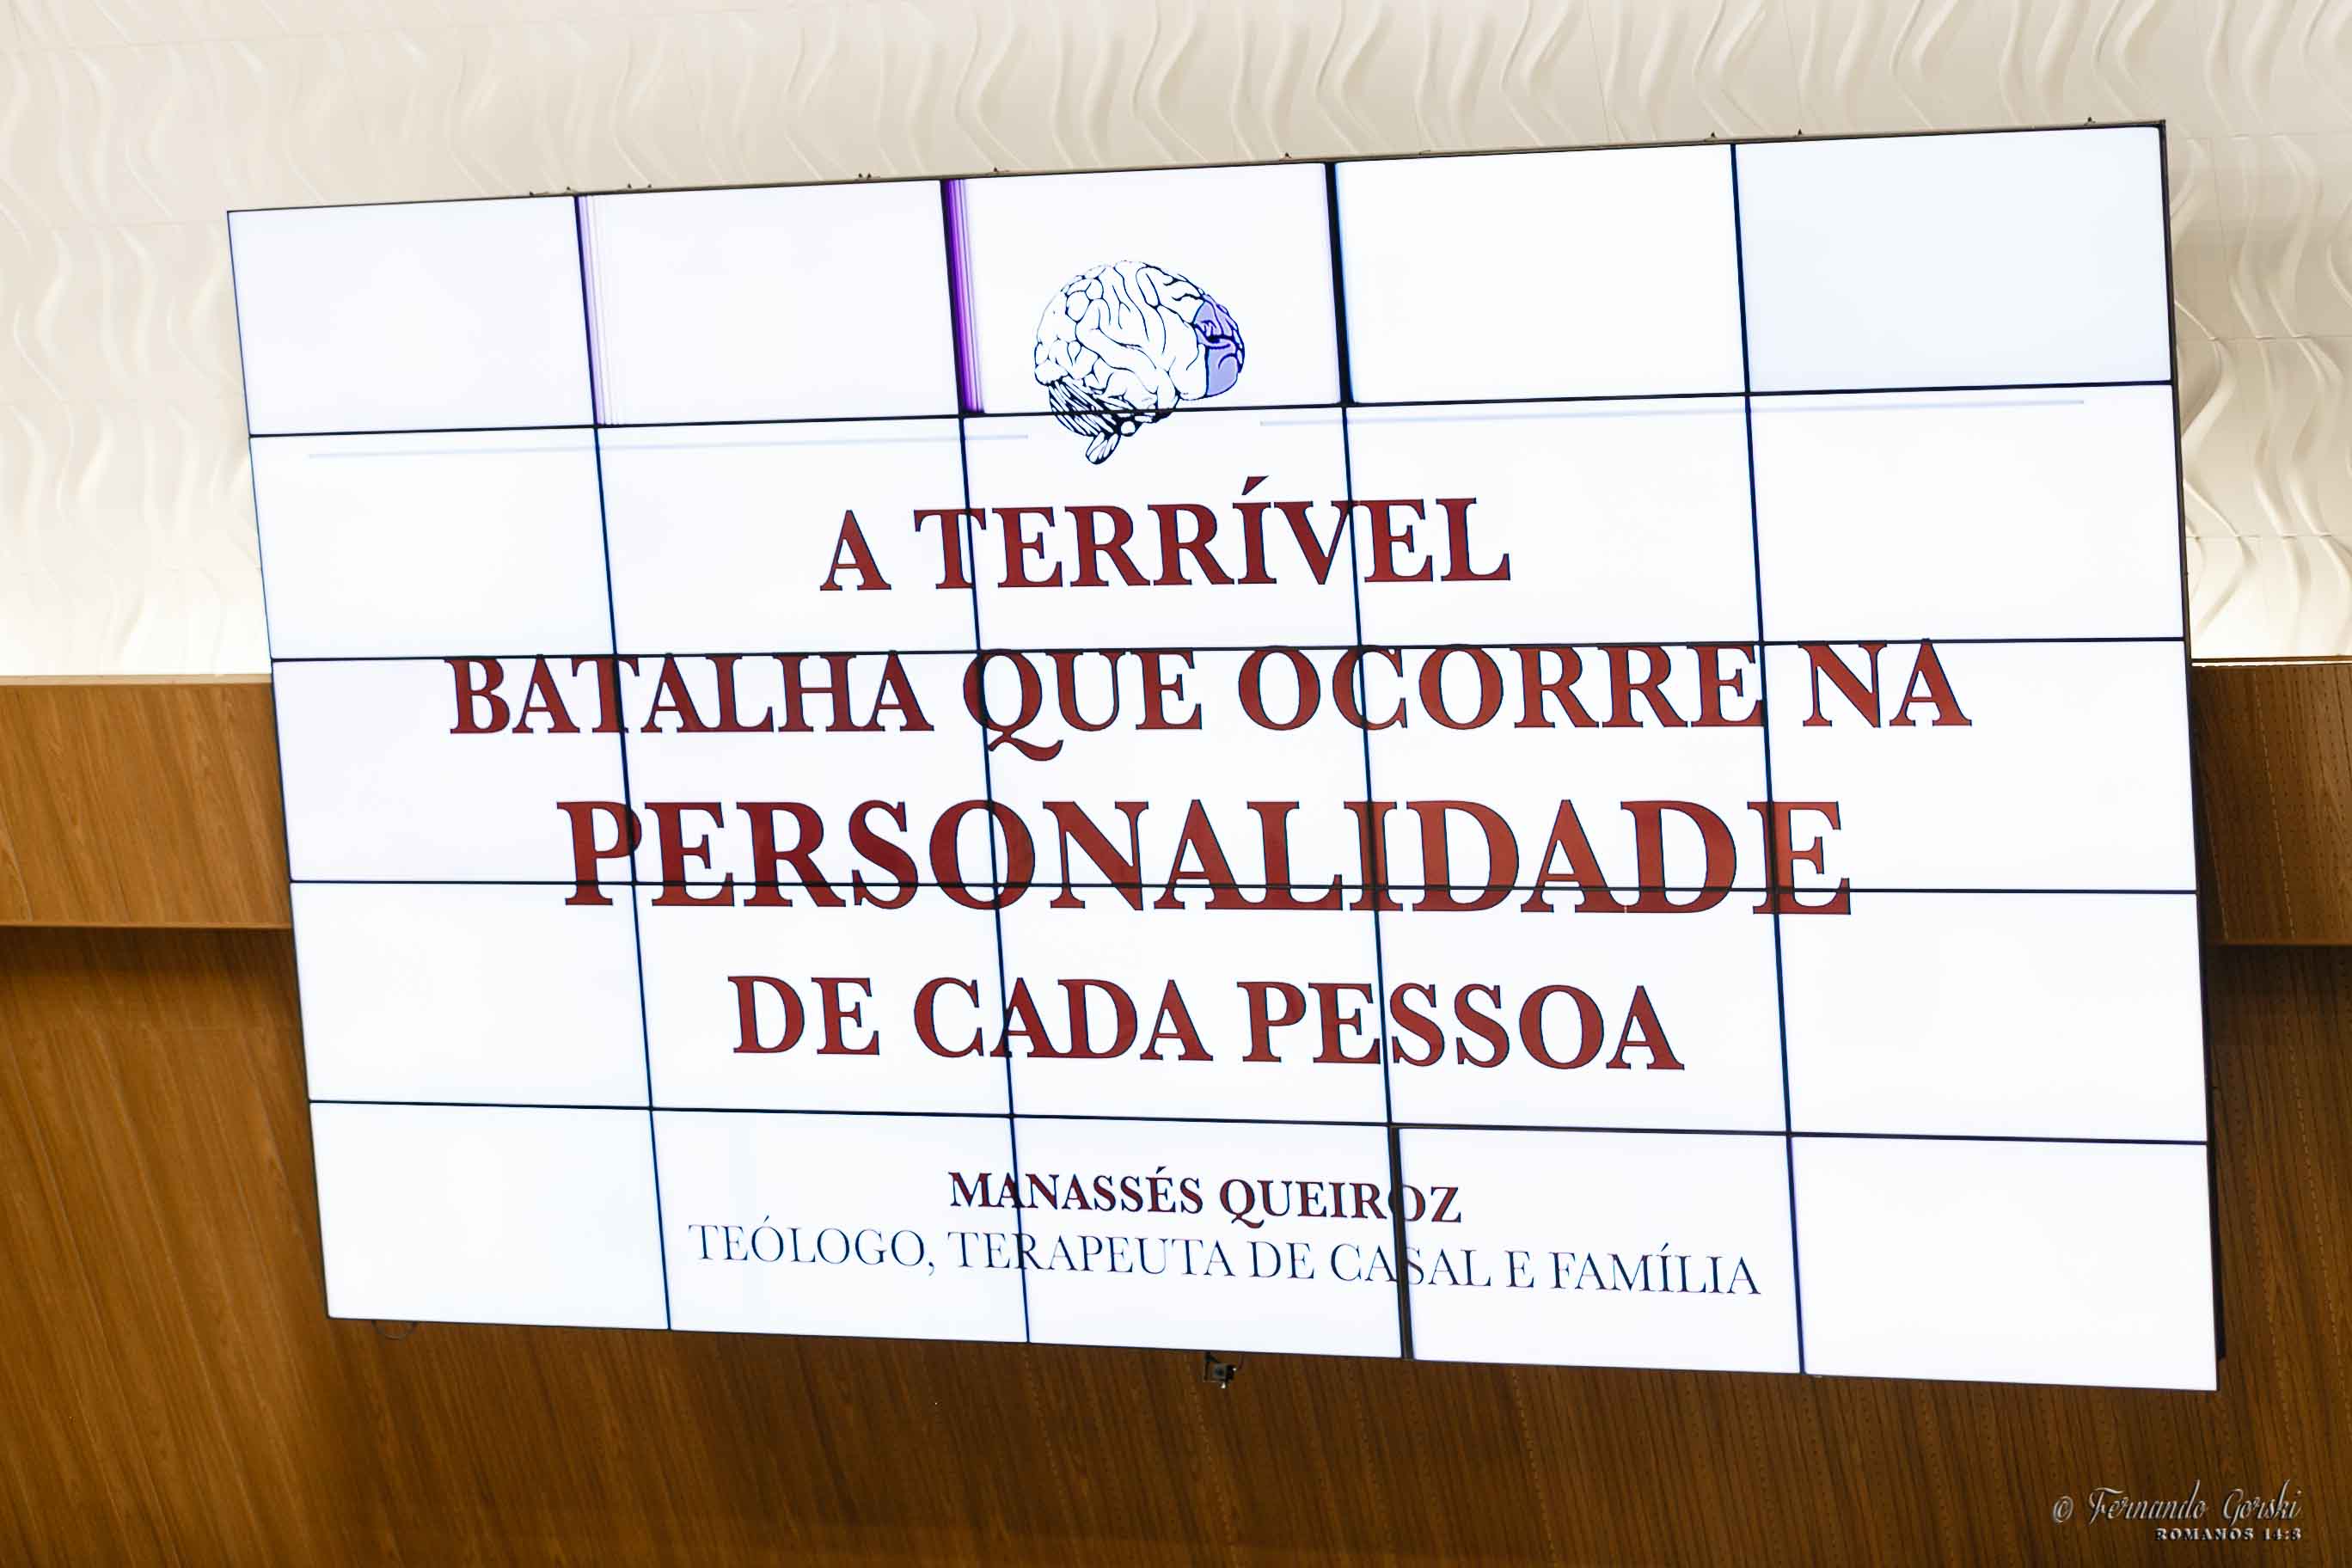 A TERRÍVEL
BATALHA QUE OCORRE NA
PERSONALIDADE
DE CADA PESSOA
MANASSÉS QUEIROZ
TEÓLOGO, TERAPEUTA DE CASAL E FAMÍLIA
© Fernando Gorski
ROMANOS 14:8